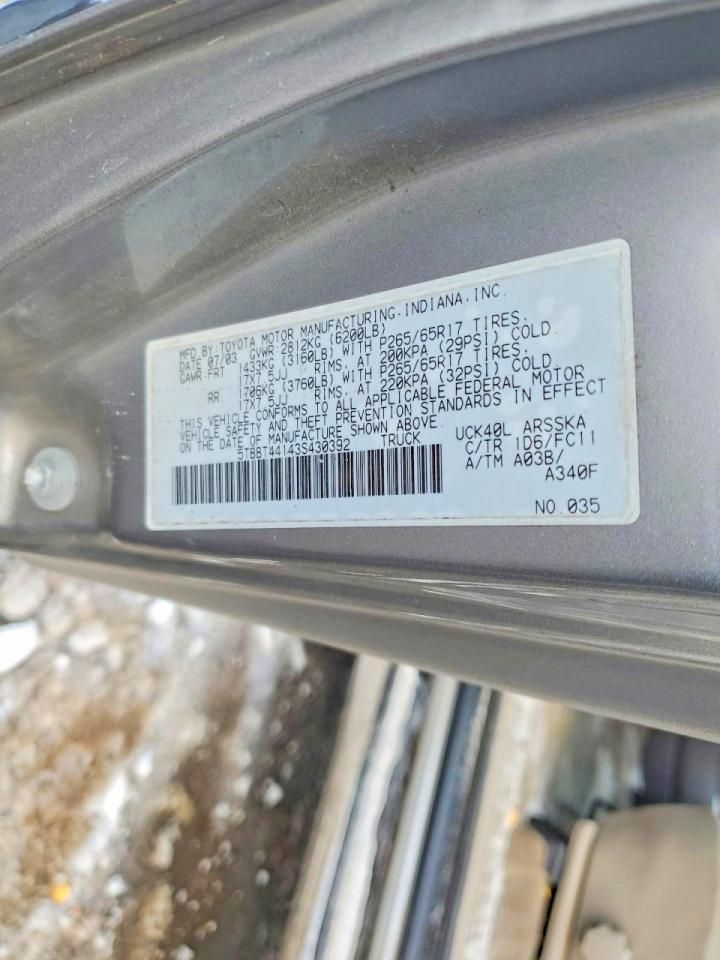 MFD BY:TOYOTA MOTOR MANUFACTURING,INDIANA,INC.
DATE 07/03 GVWR 2812KG (6200LB)
GAWR FRT 1433KG (3160LB) WITH P265/65R17 TIRES.
17X7.5JJ RIMS, AT 200KPA (29PSI) COLD.
RR 1706KG (3760LB) WITH P265/65R17 TIRES.
17X7.5JJ RIMS, AT 220KPA (32PSI) COLD
THIS VEHICLE CONFORMS TO ALL APPLICABLE FEDERAL MOTOR
VEHICLE SAFETY AND THEFT PREVENTION STANDARDS IN EFFECT
ON THE DATE OF MANUFACTURE SHOWN ABOVE.
5TBBT44143S430392 TRUCK
UCK40L ARSSKA
C/TR 1D6/FC11
A/TM A03B/
A340F
NO.035